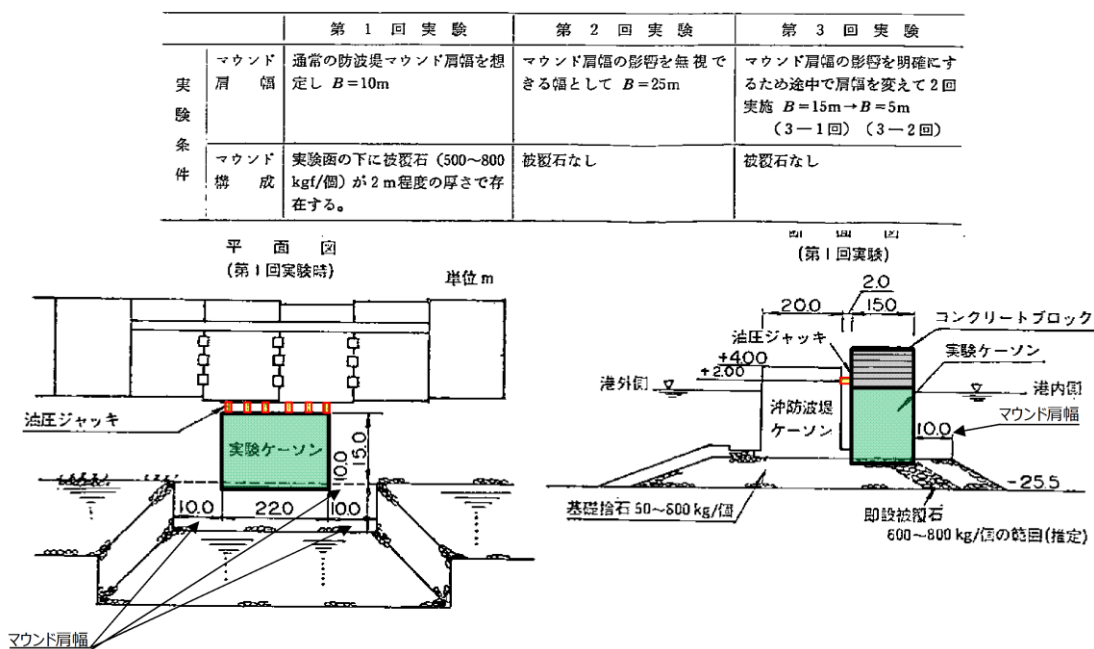 第 1 回 実 験
第 2 回 実 験
第 3 回 実 験
実験条件
マウンド
肩 幅
通常の防波堤マウンド肩幅を想
定し B=10m
マウンド肩幅の影響を無視で
きる幅として B=25m
マウンド肩幅の影響を明確にす
るため途中で肩幅を変えて2回
実施 B=15m→B=5m
(3—1回) (3—2回)
マウンド
構 成
実験函の下に被覆石 (500〜800
kgf/個) が2m程度の厚さで存
在する。
被覆石なし
被覆石なし
平 面 図
(第1回実験時)
単位 m
油圧ジャッキ
実験ケーソン
10.0
15.0
10.0
22.0
10.0
マウンド肩幅
断 面 図
(第1回実験)
2.0
20.0
15.0
コンクリートブロック
油圧ジャッキ
実験ケーソン
+4.00
+2.00
港外側
港内側
マウンド肩幅
沖防波堤
ケーソン
10.0
-25.5
基礎捨石 50〜800kg/個
既設被覆石
600〜800 kg/個の範囲(推定)